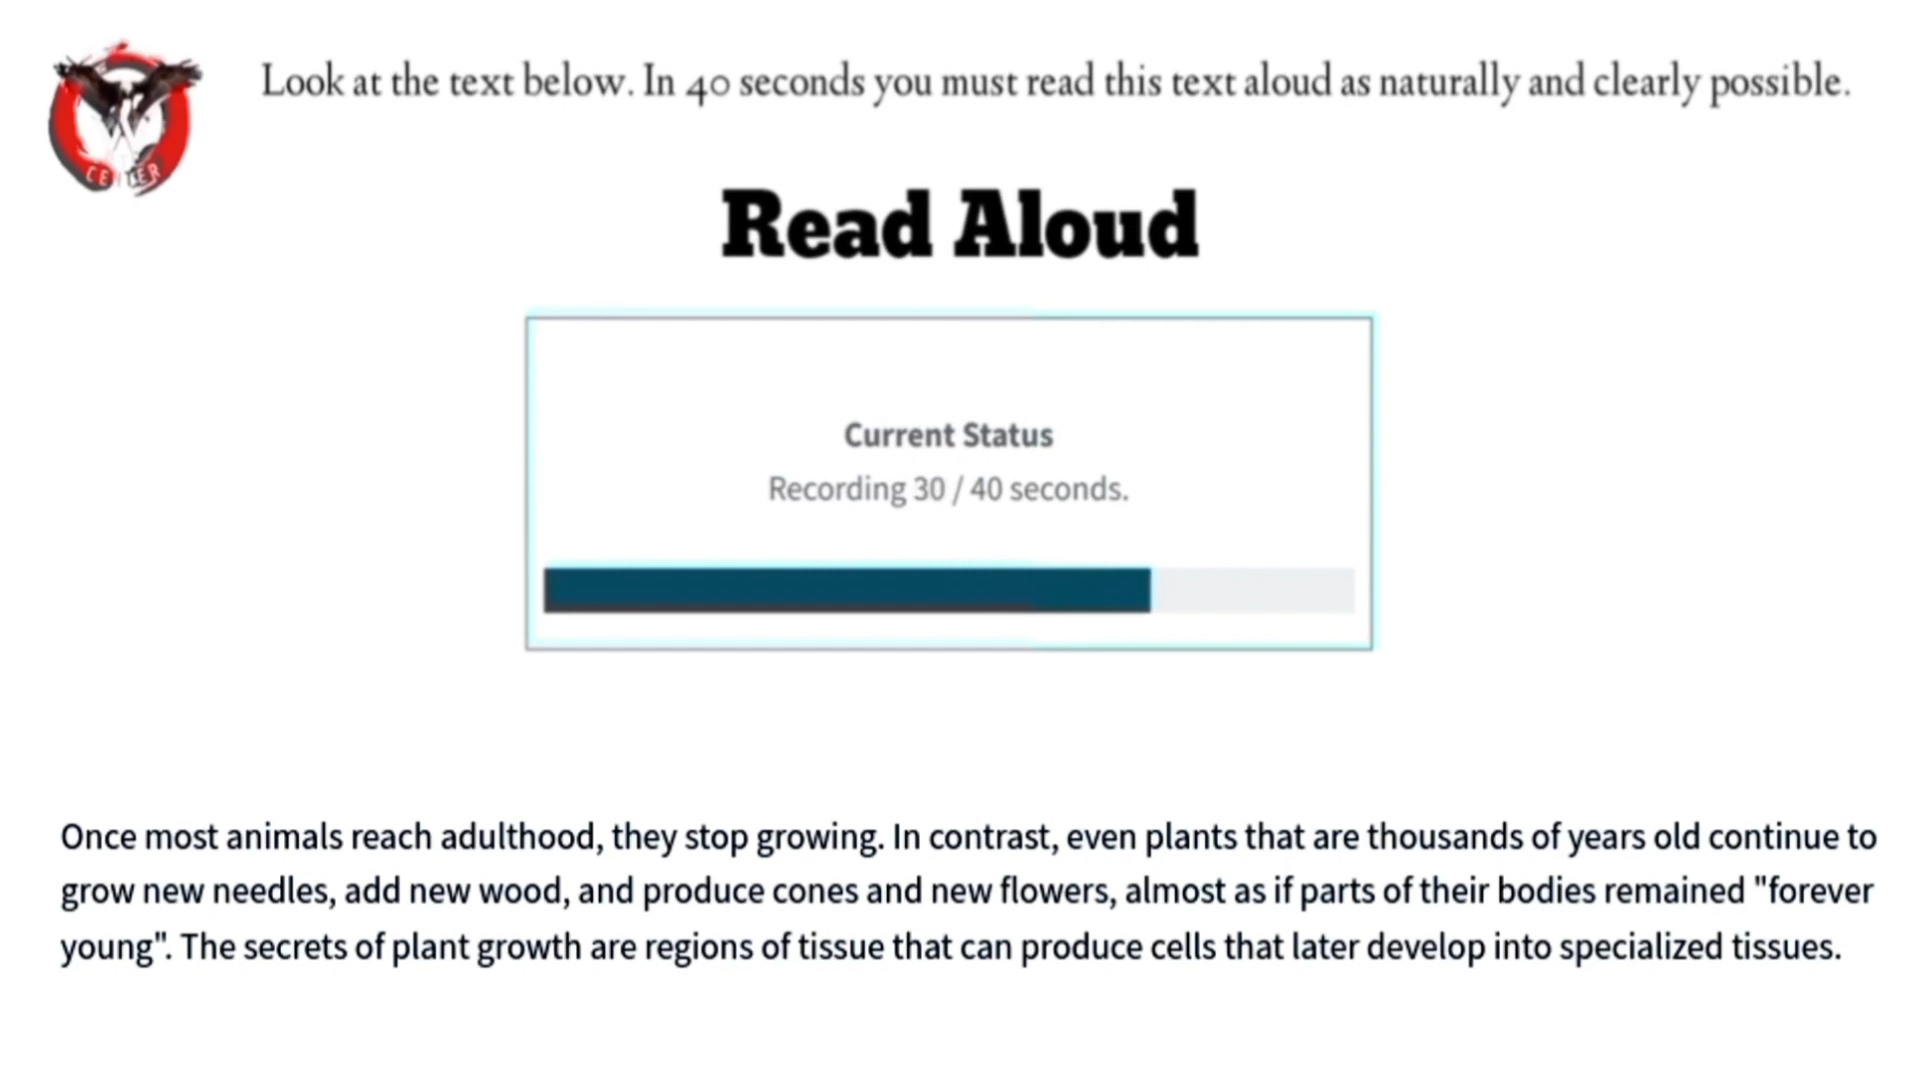 Look at the text below. In 40 seconds you must read this text aloud as naturally and clearly possible.
CENTER
Read Aloud
Current Status
Recording 30 / 40 seconds.
Once most animals reach adulthood, they stop growing. In contrast, even plants that are thousands of years old continue to
grow new needles, add new wood, and produce cones and new flowers, almost as if parts of their bodies remained "forever
young". The secrets of plant growth are regions of tissue that can produce cells that later develop into specialized tissues.